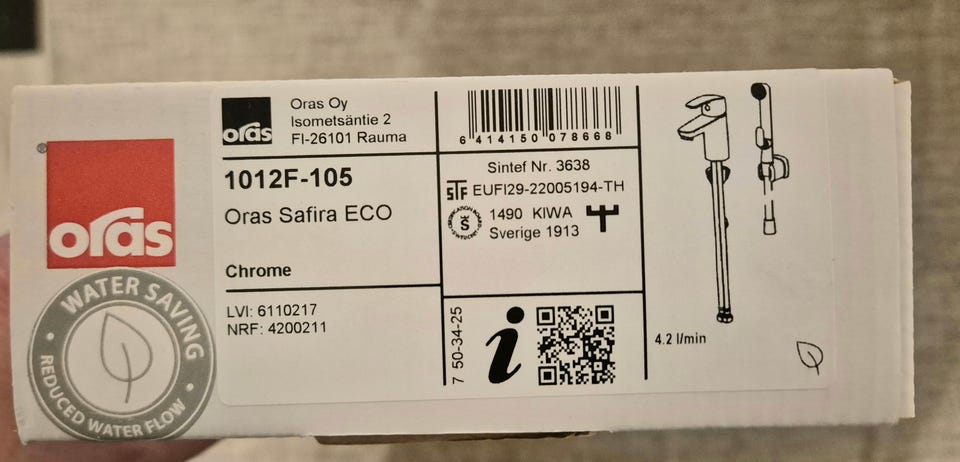 ®
oras
WATER SAVING
REDUCED WATER FLOW
oras
Oras Oy
Isometsäntie 2
FI-26101 Rauma
1012F-105
Oras Safira ECO
Chrome
LVI: 6110217
NRF: 4200211
6 414150 078668
Sintef Nr. 3638
STF EUFI29-22005194-TH
1490 KIWA
Sverige 1913
7 50-34-25
i
4.2 l/min